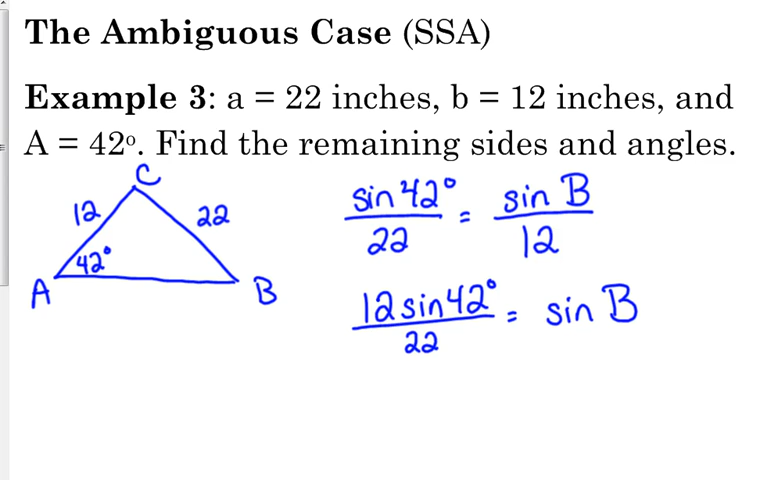 The Ambiguous Case (SSA)
Example 3: a = 22 inches, b = 12 inches, and
A = 42°. Find the remaining sides and angles.
C
12
22
42°
A
B
sin 42° / 22 = sin B / 12
12 sin 42° / 22 = sin B